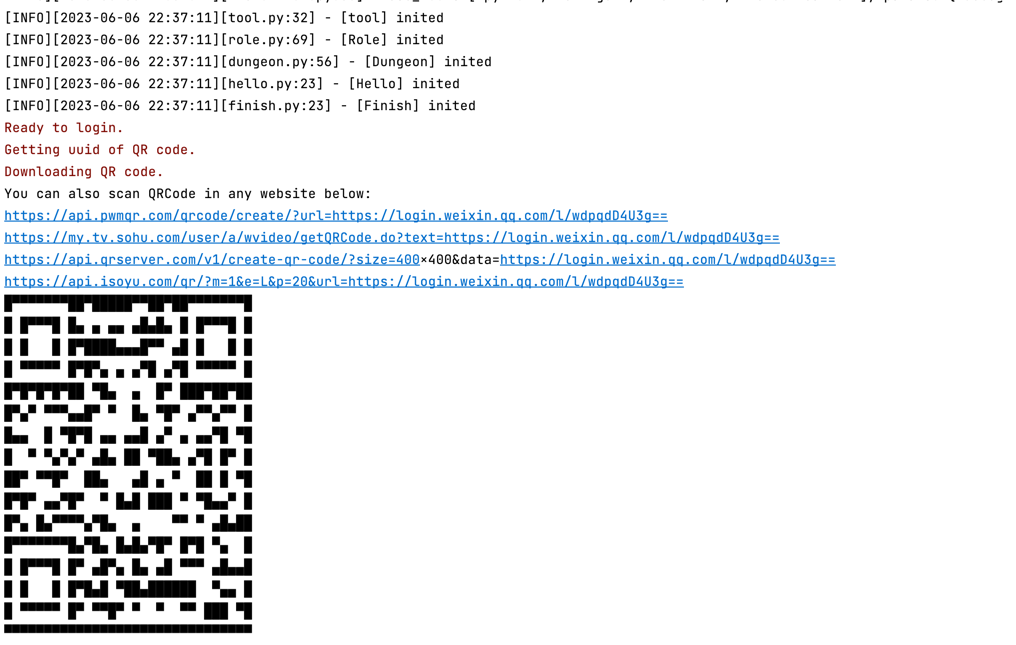 [INFO][2023-06-06 22:37:11][tool.py:32] - [tool] inited
[INFO][2023-06-06 22:37:11][role.py:69] - [Role] inited
[INFO][2023-06-06 22:37:11][dungeon.py:56] - [Dungeon] inited
[INFO][2023-06-06 22:37:11][hello.py:23] - [Hello] inited
[INFO][2023-06-06 22:37:11][finish.py:23] - [Finish] inited
Ready to login.
Getting uuid of QR code.
Downloading QR code.
You can also scan QRCode in any website below:
https://api.pwmqr.com/qrcode/create/?url=https://login.weixin.qq.com/l/wdpqdD4U3g==
https://my.tv.sohu.com/user/a/wvideo/getQRCode.do?text=https://login.weixin.qq.com/l/wdpqdD4U3g==
https://api.qrserver.com/v1/create-qr-code/?size=400×400&data=https://login.weixin.qq.com/l/wdpqdD4U3g==
https://api.isoyu.com/qr/?m=1&e=L&p=20&url=https://login.weixin.qq.com/l/wdpqdD4U3g==